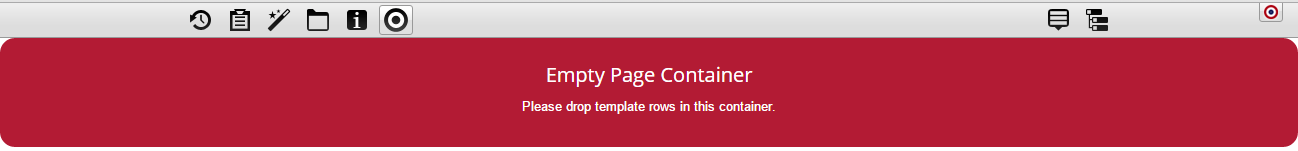 Empty Page Container
Please drop template rows in this container.